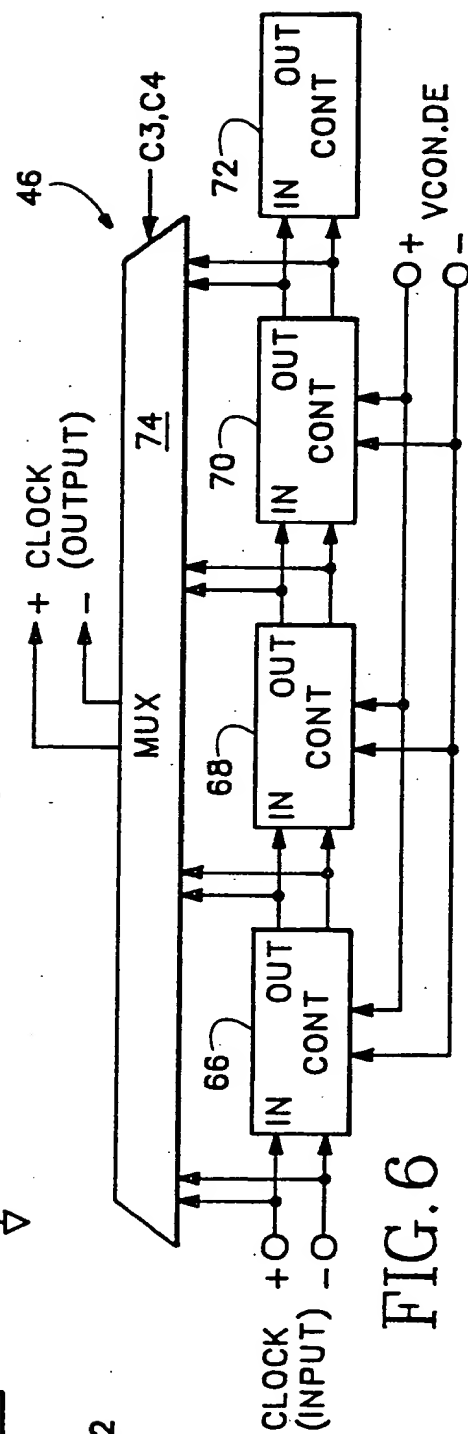 46
+ CLOCK
- (OUTPUT)
C3,C4
MUX
74
66
IN
OUT
CONT
68
IN
OUT
CONT
70
IN
OUT
CONT
72
IN
OUT
CONT
CLOCK +
(INPUT) -
+
VCON.DE
-
FIG. 6
2